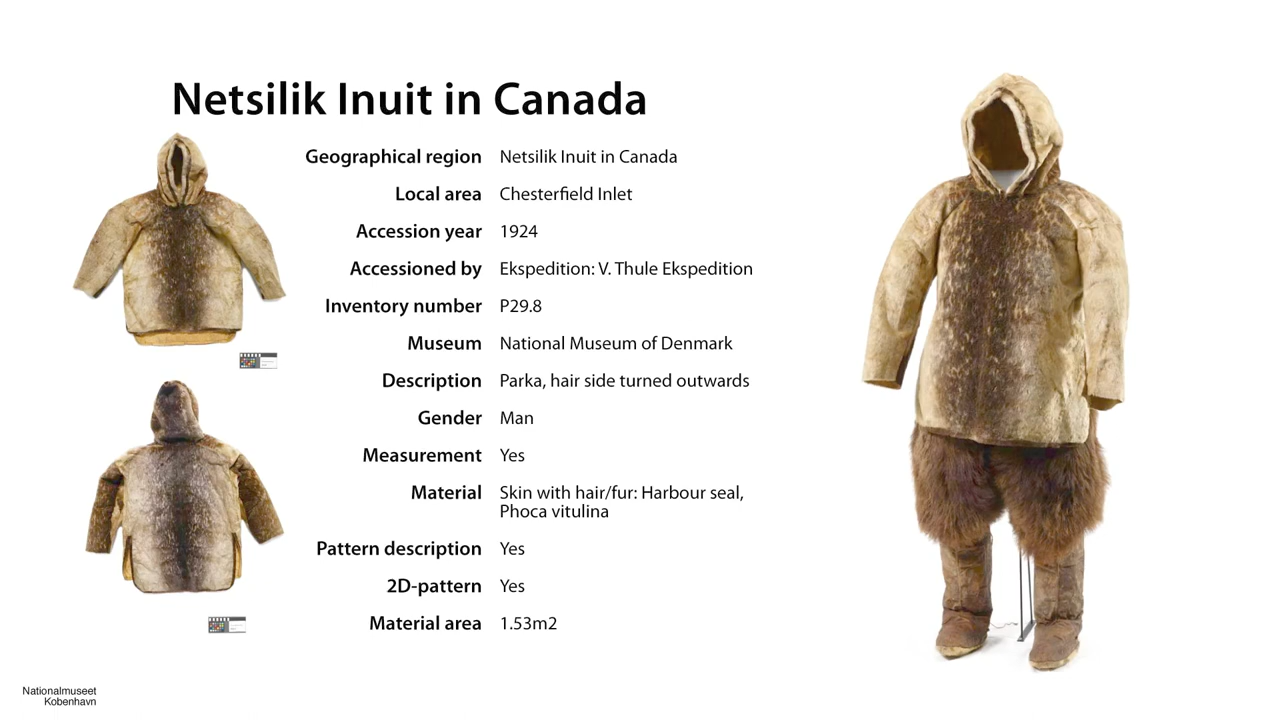 Netsilik Inuit in Canada
Geographical region Netsilik Inuit in Canada
Local area Chesterfield Inlet
Accession year 1924
Accessioned by Ekspedition: V. Thule Ekspedition
Inventory number P29.8
Museum National Museum of Denmark
Description Parka, hair side turned outwards
Gender Man
Measurement Yes
Material Skin with hair/fur: Harbour seal,
Phoca vitulina
Pattern description Yes
2D-pattern Yes
Material area 1.53m2
Nationalmuseet
Kobenhavn